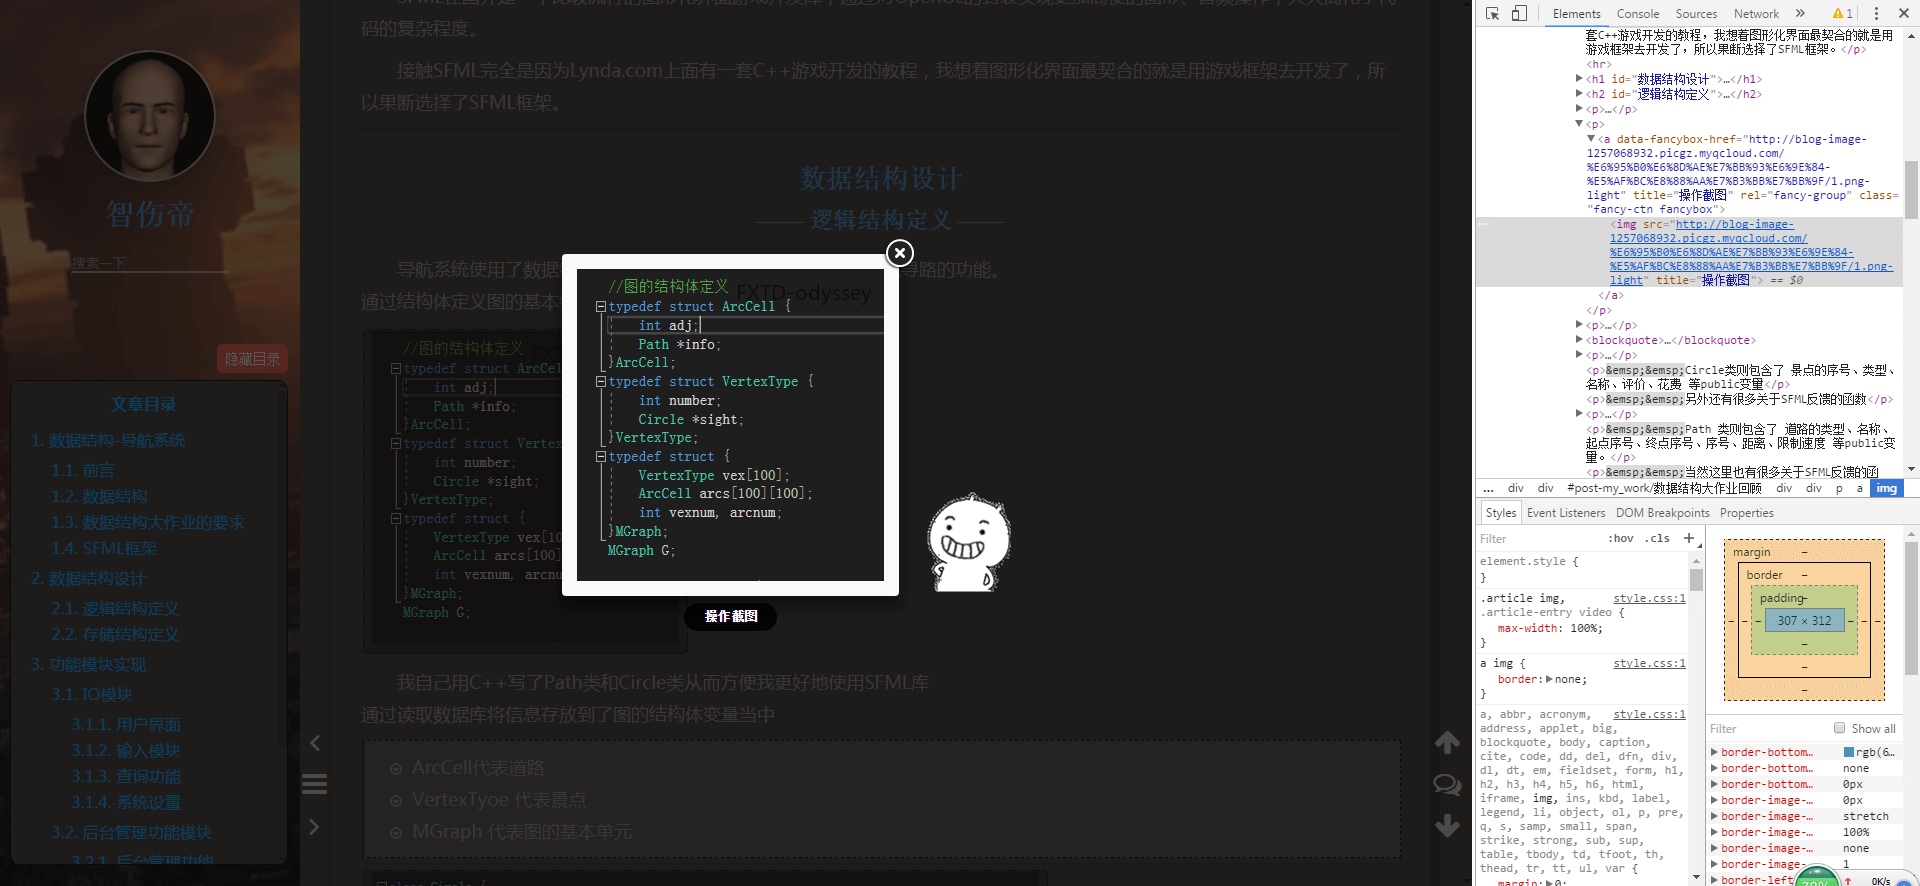 码的复杂程度。
接触SFML完全是因为Lynda.com上面有一套C++游戏开发的教程，我想着图形化界面最契合的就是用游戏框架去开发了，所
以果断选择了SFML框架。
数据结构设计
—— 逻辑结构定义 ——
智伤帝
搜索一下
隐藏目录
文章目录
1. 数据结构-导航系统
1.1. 前言
1.2. 数据结构
1.3. 数据结构大作业的要求
1.4. SFML框架
2. 数据结构设计
2.1. 逻辑结构定义
2.2. 存储结构定义
3. 功能模块实现
3.1. IO模块
3.1.1. 用户界面
3.1.2. 输入模块
3.1.3. 查询功能
3.1.4. 系统设置
3.2. 后台管理功能模块
3.2.1. 后台管理功能
导航系统使用了数据
寻路的功能。
通过结构体定义图的基本
//图的结构体定义
typedef struct ArcCel
int adj;
Path *info;
}ArcCell;
typedef struct Vertex
int number;
Circle *sight;
}VertexType;
typedef struct {
VertexType vex[10
ArcCell arcs[100]
int vexnum, arcnu
}MGraph;
MGraph G;
//图的结构体定义
FXTD-odyssey
typedef struct ArcCell {
int adj;
Path *info;
}ArcCell;
typedef struct VertexType {
int number;
Circle *sight;
}VertexType;
typedef struct {
VertexType vex[100];
ArcCell arcs[100][100];
int vexnum, arcnum;
}MGraph;
MGraph G;
操作截图
我自己用C++写了Path类和Circle类从而方便我更好地使用SFML库
通过读取数据库将信息存放到了图的结构体变量当中
ArcCell代表道路
VertexTyoe 代表景点
MGraph 代表图的基本单元
Elements Console Sources Network » 1
套C++游戏开发的教程，我想着图形化界面最契合的就是用
游戏框架去开发了，所以果断选择了SFML框架。</p>
<hr>
<h1 id="数据结构设计">…</h1>
<h2 id="逻辑结构定义">…</h2>
<p>…</p>
<p>
<a data-fancybox-href="http://blog-image-
1257068932.picgz.myqcloud.com/
%E6%95%B0%E6%8D%AE%E7%BB%93%E6%9E%84-
%E5%AF%BC%E8%88%AA%E7%B3%BB%E7%BB%9F/1.png-
light" title="操作截图" rel="fancy-group" class=
"fancy-ctn fancybox">
<img src="http://blog-image-
1257068932.picgz.myqcloud.com/
%E6%95%B0%E6%8D%AE%E7%BB%93%E6%9E%84-
%E5%AF%BC%E8%88%AA%E7%B3%BB%E7%BB%9F/1.png-
light" title="操作截图"> == $0
</a>
</p>
<p>…</p>
<blockquote>…</blockquote>
<p>…</p>
<p>&emsp;&emsp;Circle类则包含了 景点的序号、类型、
名称、评价、花费 等public变量</p>
<p>&emsp;&emsp;另外还有很多关于SFML反馈的函数</p>
<p>…</p>
<p>&emsp;&emsp;Path 类则包含了 道路的类型、名称、
起点序号、终点序号、序号、距离、限制速度 等public变
量。</p>
<p>&emsp;&emsp;当然这里也有很多关于SFML反馈的函
... div div #post-my_work/数据结构大作业回顾 div div p a img
Styles Event Listeners DOM Breakpoints Properties
Filter :hov .cls +
element.style {
}
.article img, style.css:1
.article-entry video {
max-width: 100%;
}
a img { style.css:1
border: none;
}
a, abbr, acronym, style.css:1
address, applet, big,
blockquote, body, caption,
cite, code, dd, del, dfn, div,
dl, dt, em, fieldset, form, h1,
h2, h3, h4, h5, h6, html,
iframe, img, ins, kbd, label,
legend, li, object, ol, p, pre,
q, s, samp, small, span,
strike, strong, sub, sup,
table, tbody, td, tfoot, th,
thead, tr, tt, ul, var {
margin: 0;
margin –
border –
padding –
307 × 312
Filter Show all
border-bottom… rgb(6…
border-bottom… none
border-bottom… 0px
border-image-… 0px
border-image-… stretch
border-image-… 100%
border-image-… none
border-image-… 1
border-left… 0K/s